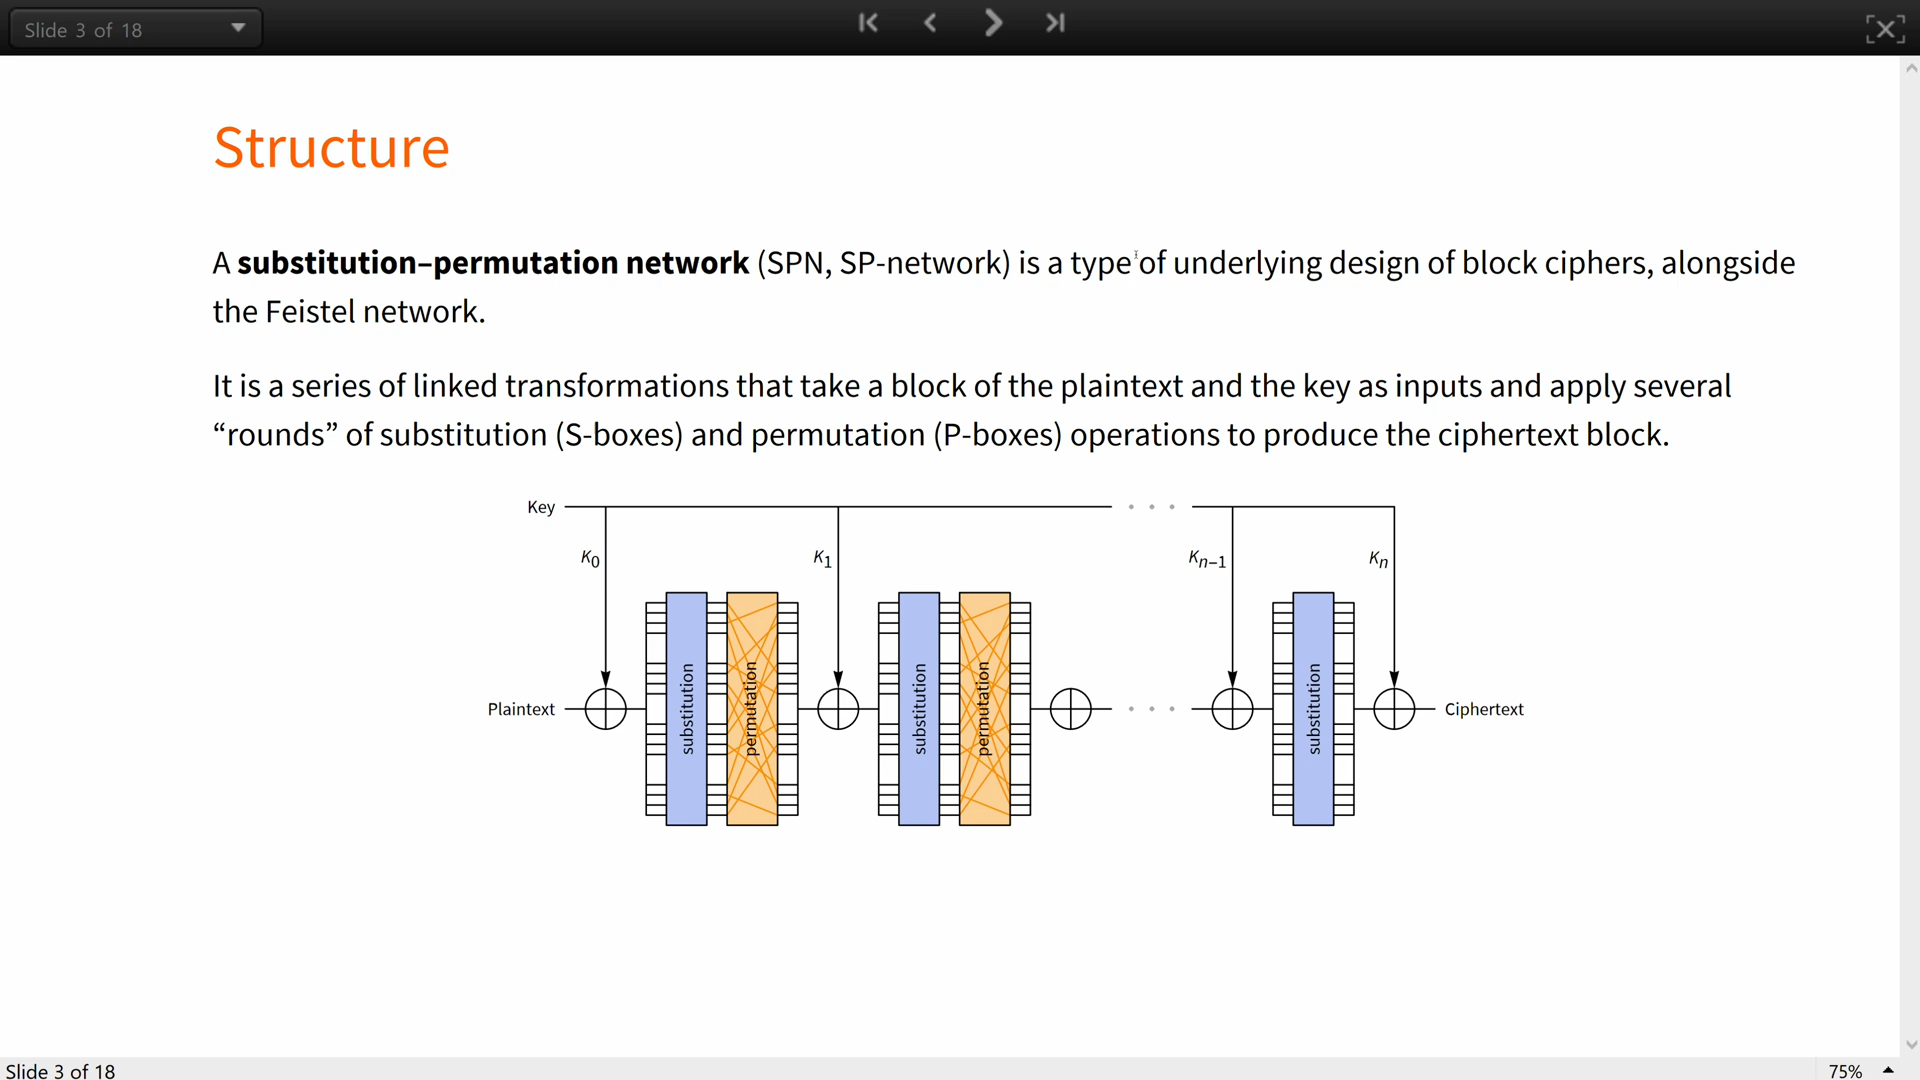 Slide 3 of 18
Structure
A substitution–permutation network (SPN, SP-network) is a type of underlying design of block ciphers, alongside
the Feistel network.
It is a series of linked transformations that take a block of the plaintext and the key as inputs and apply several
“rounds” of substitution (S-boxes) and permutation (P-boxes) operations to produce the ciphertext block.
Key
K0 K1 Kn–1 Kn
Plaintext substitution permutation substitution permutation substitution Ciphertext
Slide 3 of 18 75%